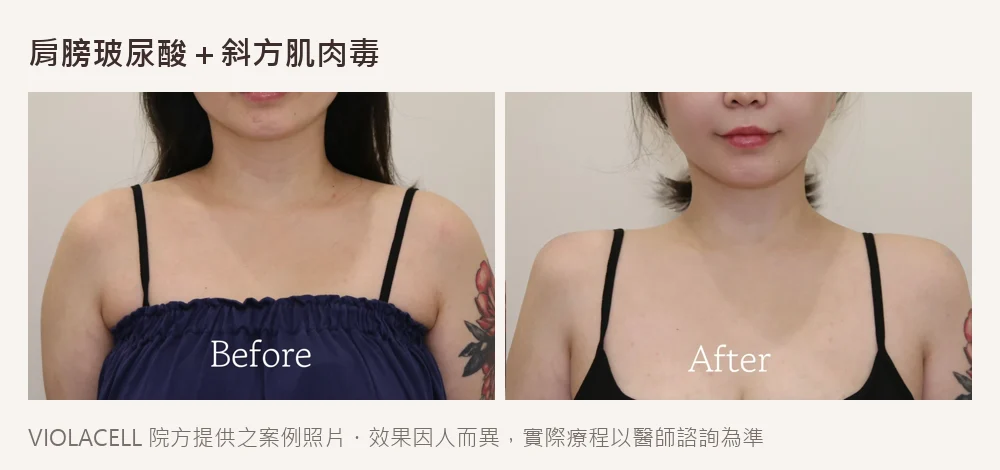 肩膀玻尿酸＋斜方肌肉毒
Before
After
VIOLACELL 院方提供之案例照片・效果因人而異，實際療程以醫師諮詢為準